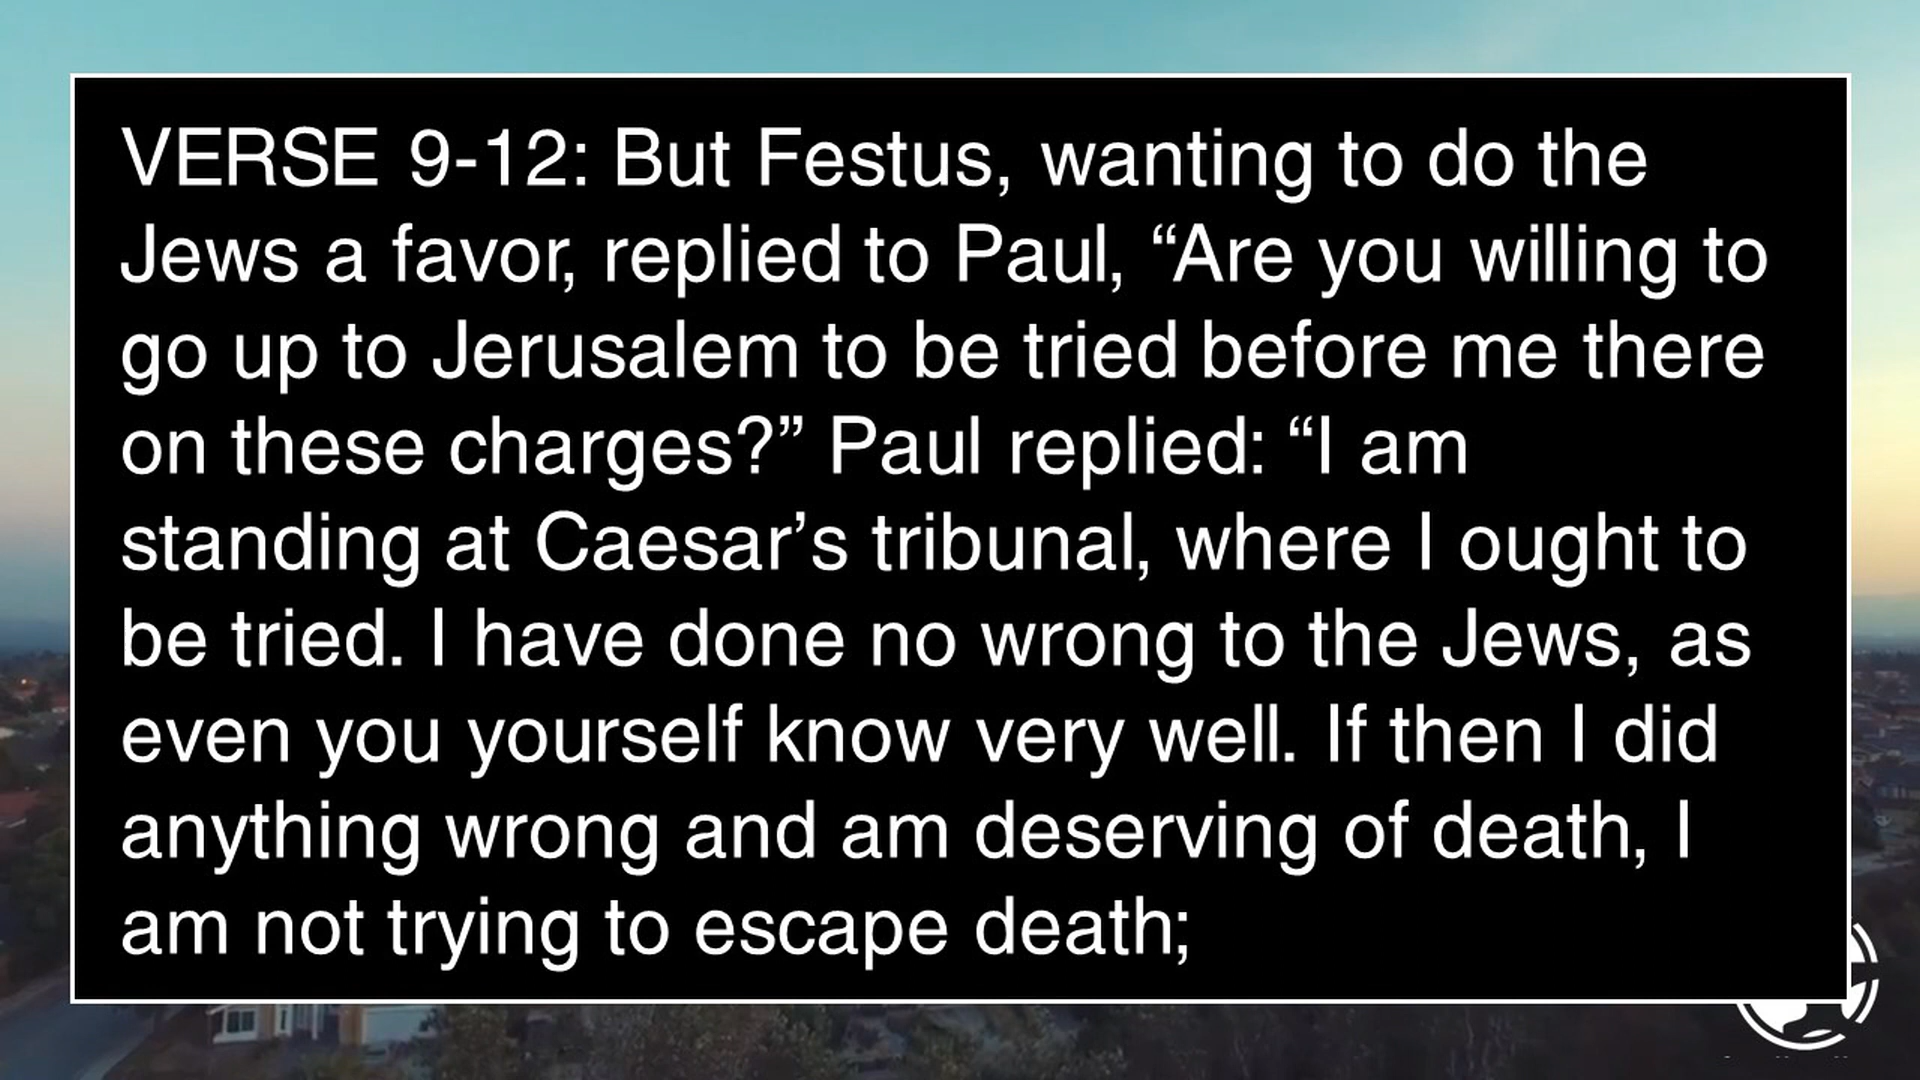 VERSE 9-12: But Festus, wanting to do the
Jews a favor, replied to Paul, “Are you willing to
go up to Jerusalem to be tried before me there
on these charges?” Paul replied: “I am
standing at Caesar’s tribunal, where I ought to
be tried. I have done no wrong to the Jews, as
even you yourself know very well. If then I did
anything wrong and am deserving of death, I
am not trying to escape death;